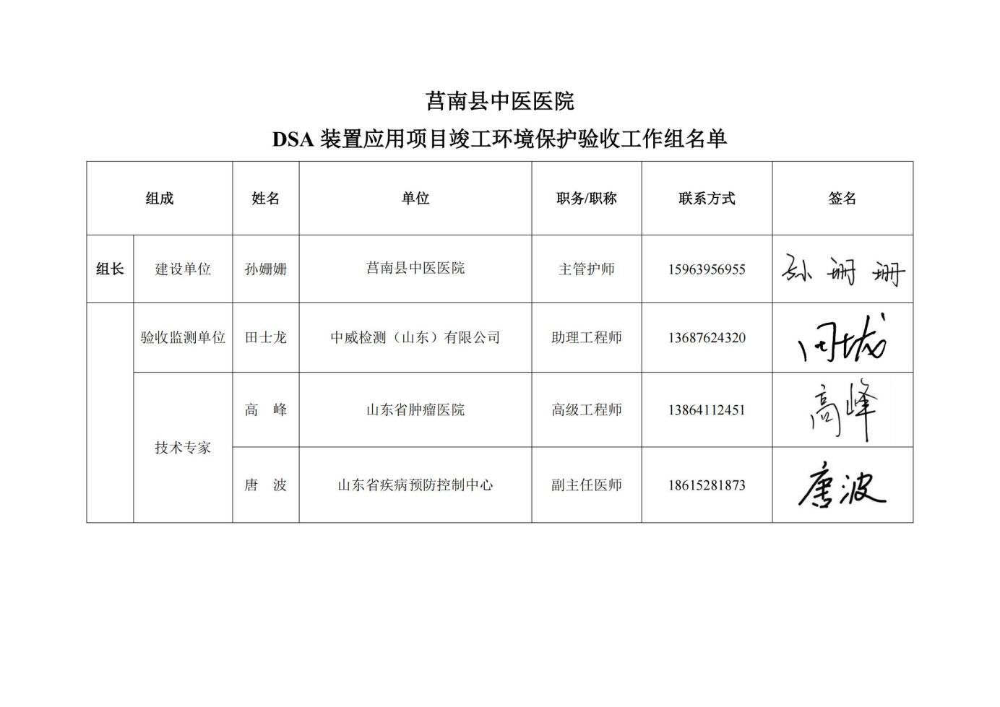 莒南县中医医院
DSA 装置应用项目竣工环境保护验收工作组名单
组成 姓名 单位 职务/职称 联系方式 签名
组长 建设单位 孙姗姗 莒南县中医医院 主管护师 15963956955 孙姗姗
验收监测单位 田士龙 中威检测（山东）有限公司 助理工程师 13687624320 田士龙
技术专家 高 峰 山东省肿瘤医院 高级工程师 13864112451 高峰
唐 波 山东省疾病预防控制中心 副主任医师 18615281873 唐波